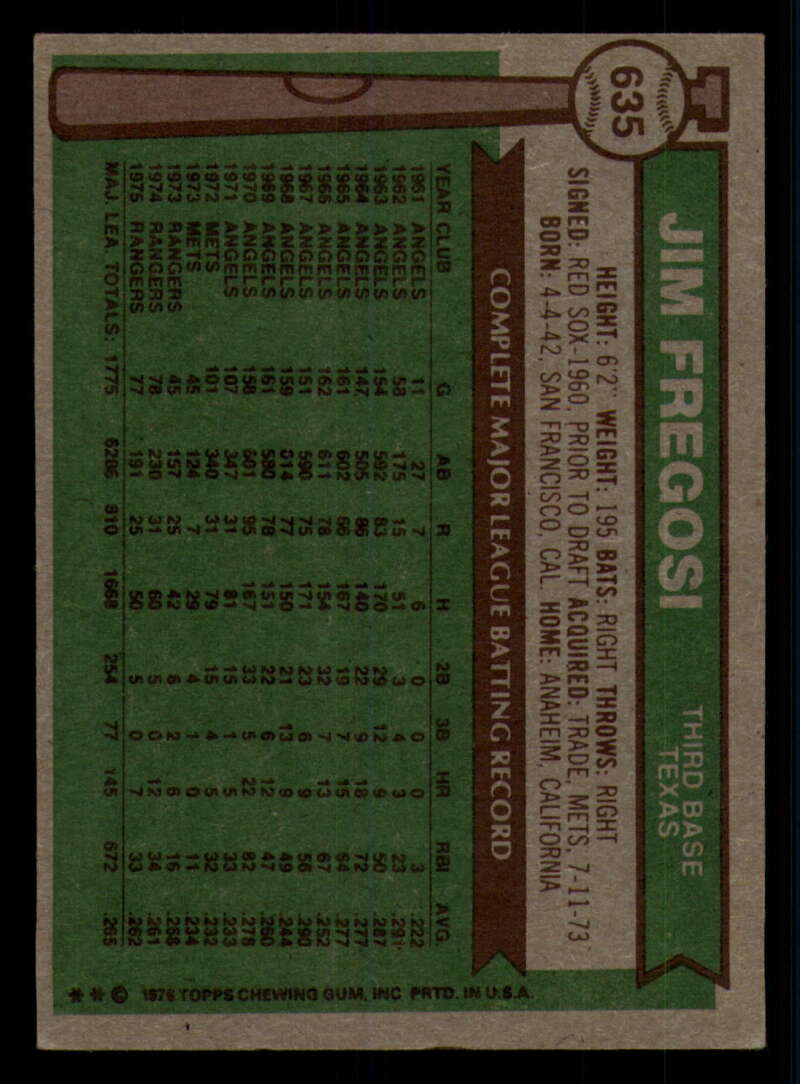 635
JIM FREGOSI
THIRD BASE
TEXAS
HEIGHT: 6'2" WEIGHT: 195 BATS: RIGHT THROWS: RIGHT
SIGNED: RED SOX-1960, PRIOR TO DRAFT ACQUIRED: TRADE, METS, 7-11-73
BORN: 4-4-42, SAN FRANCISCO, CAL. HOME: ANAHEIM, CALIFORNIA
COMPLETE MAJOR LEAGUE BATTING RECORD
YEAR CLUB G AB R H 2B 3B HR RBI AVG.
1961 ANGELS 11 27 7 6 0 0 0 3 .222
1962 ANGELS 58 175 15 51 3 4 3 23 .291
1963 ANGELS 154 592 83 170 29 12 9 50 .287
1964 ANGELS 147 505 86 140 22 9 18 72 .277
1965 ANGELS 161 602 66 167 19 7 15 64 .277
1966 ANGELS 162 611 78 154 32 7 13 67 .252
1967 ANGELS 151 590 75 171 23 6 9 56 .290
1968 ANGELS 159 614 77 150 21 13 9 49 .244
1969 ANGELS 161 580 78 151 22 6 12 47 .260
1970 ANGELS 158 601 95 167 33 5 22 82 .278
1971 ANGELS 107 347 31 81 15 1 5 33 .233
1972 METS 101 340 31 79 15 4 5 32 .232
1973 METS 45 124 7 29 4 1 0 11 .234
1973 RANGERS 45 157 25 42 6 2 6 16 .268
1974 RANGERS 78 230 31 60 5 0 12 34 .261
1975 RANGERS 77 191 25 50 5 0 7 33 .262
MAJ. LEA. TOTALS: 1775 6286 810 1668 254 77 145 672 .265
* * © 1976 TOPPS CHEWING GUM, INC. PRTD. IN U.S.A.